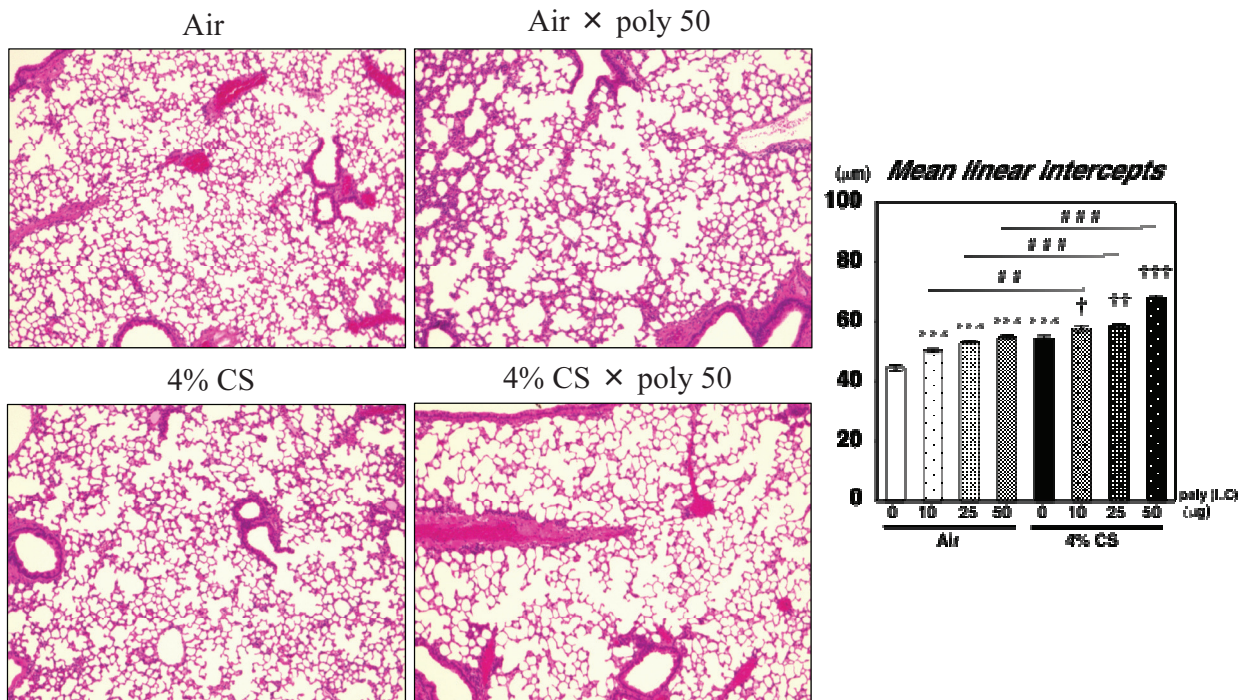 Air
Air × poly 50
4% CS
4% CS × poly 50
(μm) Mean linear intercepts
100
80
60
40
20
0
# # #
# # #
# #
†
‡‡
‡‡‡
0 10 25 50 0 10 25 50
poly (I.C)
(μg)
Air 4% CS